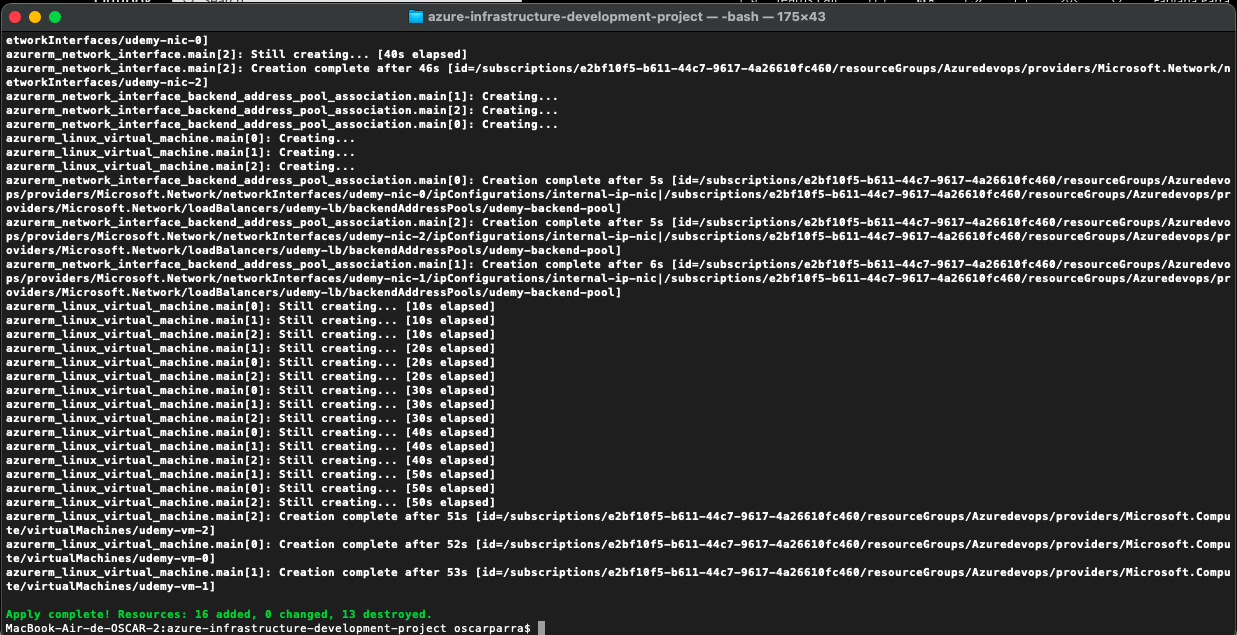 azure-infrastructure-development-project — -bash — 175×43
etworkInterfaces/udemy-nic-0]
azurerm_network_interface.main[2]: Still creating... [40s elapsed]
azurerm_network_interface.main[2]: Creation complete after 46s [id=/subscriptions/e2bf10f5-b611-44c7-9617-4a26610fc460/resourceGroups/Azuredevops/providers/Microsoft.Network/n
etworkInterfaces/udemy-nic-2]
azurerm_network_interface_backend_address_pool_association.main[1]: Creating...
azurerm_network_interface_backend_address_pool_association.main[2]: Creating...
azurerm_network_interface_backend_address_pool_association.main[0]: Creating...
azurerm_linux_virtual_machine.main[0]: Creating...
azurerm_linux_virtual_machine.main[1]: Creating...
azurerm_linux_virtual_machine.main[2]: Creating...
azurerm_network_interface_backend_address_pool_association.main[0]: Creation complete after 5s [id=/subscriptions/e2bf10f5-b611-44c7-9617-4a26610fc460/resourceGroups/Azuredevo
ps/providers/Microsoft.Network/networkInterfaces/udemy-nic-0/ipConfigurations/internal-ip-nic|/subscriptions/e2bf10f5-b611-44c7-9617-4a26610fc460/resourceGroups/Azuredevops/pr
oviders/Microsoft.Network/loadBalancers/udemy-lb/backendAddressPools/udemy-backend-pool]
azurerm_network_interface_backend_address_pool_association.main[2]: Creation complete after 5s [id=/subscriptions/e2bf10f5-b611-44c7-9617-4a26610fc460/resourceGroups/Azuredevo
ps/providers/Microsoft.Network/networkInterfaces/udemy-nic-2/ipConfigurations/internal-ip-nic|/subscriptions/e2bf10f5-b611-44c7-9617-4a26610fc460/resourceGroups/Azuredevops/pr
oviders/Microsoft.Network/loadBalancers/udemy-lb/backendAddressPools/udemy-backend-pool]
azurerm_network_interface_backend_address_pool_association.main[1]: Creation complete after 6s [id=/subscriptions/e2bf10f5-b611-44c7-9617-4a26610fc460/resourceGroups/Azuredevo
ps/providers/Microsoft.Network/networkInterfaces/udemy-nic-1/ipConfigurations/internal-ip-nic|/subscriptions/e2bf10f5-b611-44c7-9617-4a26610fc460/resourceGroups/Azuredevops/pr
oviders/Microsoft.Network/loadBalancers/udemy-lb/backendAddressPools/udemy-backend-pool]
azurerm_linux_virtual_machine.main[0]: Still creating... [10s elapsed]
azurerm_linux_virtual_machine.main[1]: Still creating... [10s elapsed]
azurerm_linux_virtual_machine.main[2]: Still creating... [10s elapsed]
azurerm_linux_virtual_machine.main[1]: Still creating... [20s elapsed]
azurerm_linux_virtual_machine.main[0]: Still creating... [20s elapsed]
azurerm_linux_virtual_machine.main[2]: Still creating... [20s elapsed]
azurerm_linux_virtual_machine.main[0]: Still creating... [30s elapsed]
azurerm_linux_virtual_machine.main[1]: Still creating... [30s elapsed]
azurerm_linux_virtual_machine.main[2]: Still creating... [30s elapsed]
azurerm_linux_virtual_machine.main[0]: Still creating... [40s elapsed]
azurerm_linux_virtual_machine.main[1]: Still creating... [40s elapsed]
azurerm_linux_virtual_machine.main[2]: Still creating... [40s elapsed]
azurerm_linux_virtual_machine.main[1]: Still creating... [50s elapsed]
azurerm_linux_virtual_machine.main[0]: Still creating... [50s elapsed]
azurerm_linux_virtual_machine.main[2]: Still creating... [50s elapsed]
azurerm_linux_virtual_machine.main[2]: Creation complete after 51s [id=/subscriptions/e2bf10f5-b611-44c7-9617-4a26610fc460/resourceGroups/Azuredevops/providers/Microsoft.Compu
te/virtualMachines/udemy-vm-2]
azurerm_linux_virtual_machine.main[0]: Creation complete after 52s [id=/subscriptions/e2bf10f5-b611-44c7-9617-4a26610fc460/resourceGroups/Azuredevops/providers/Microsoft.Compu
te/virtualMachines/udemy-vm-0]
azurerm_linux_virtual_machine.main[1]: Creation complete after 53s [id=/subscriptions/e2bf10f5-b611-44c7-9617-4a26610fc460/resourceGroups/Azuredevops/providers/Microsoft.Compu
te/virtualMachines/udemy-vm-1]
Apply complete! Resources: 16 added, 0 changed, 13 destroyed.
MacBook-Air-de-OSCAR-2:azure-infrastructure-development-project oscarparra$